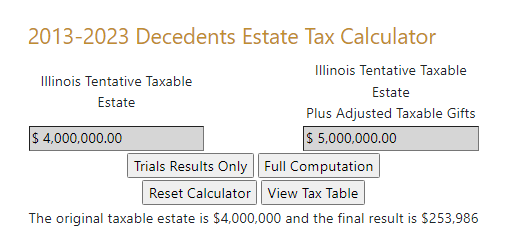 2013-2023 Decedents Estate Tax Calculator
Illinois Tentative Taxable
Estate
Illinois Tentative Taxable
Estate
Plus Adjusted Taxable Gifts
$ 4,000,000.00
$ 5,000,000.00
Trials Results Only
Full Computation
Reset Calculator
View Tax Table
The original taxable estate is $4,000,000 and the final result is $253,986